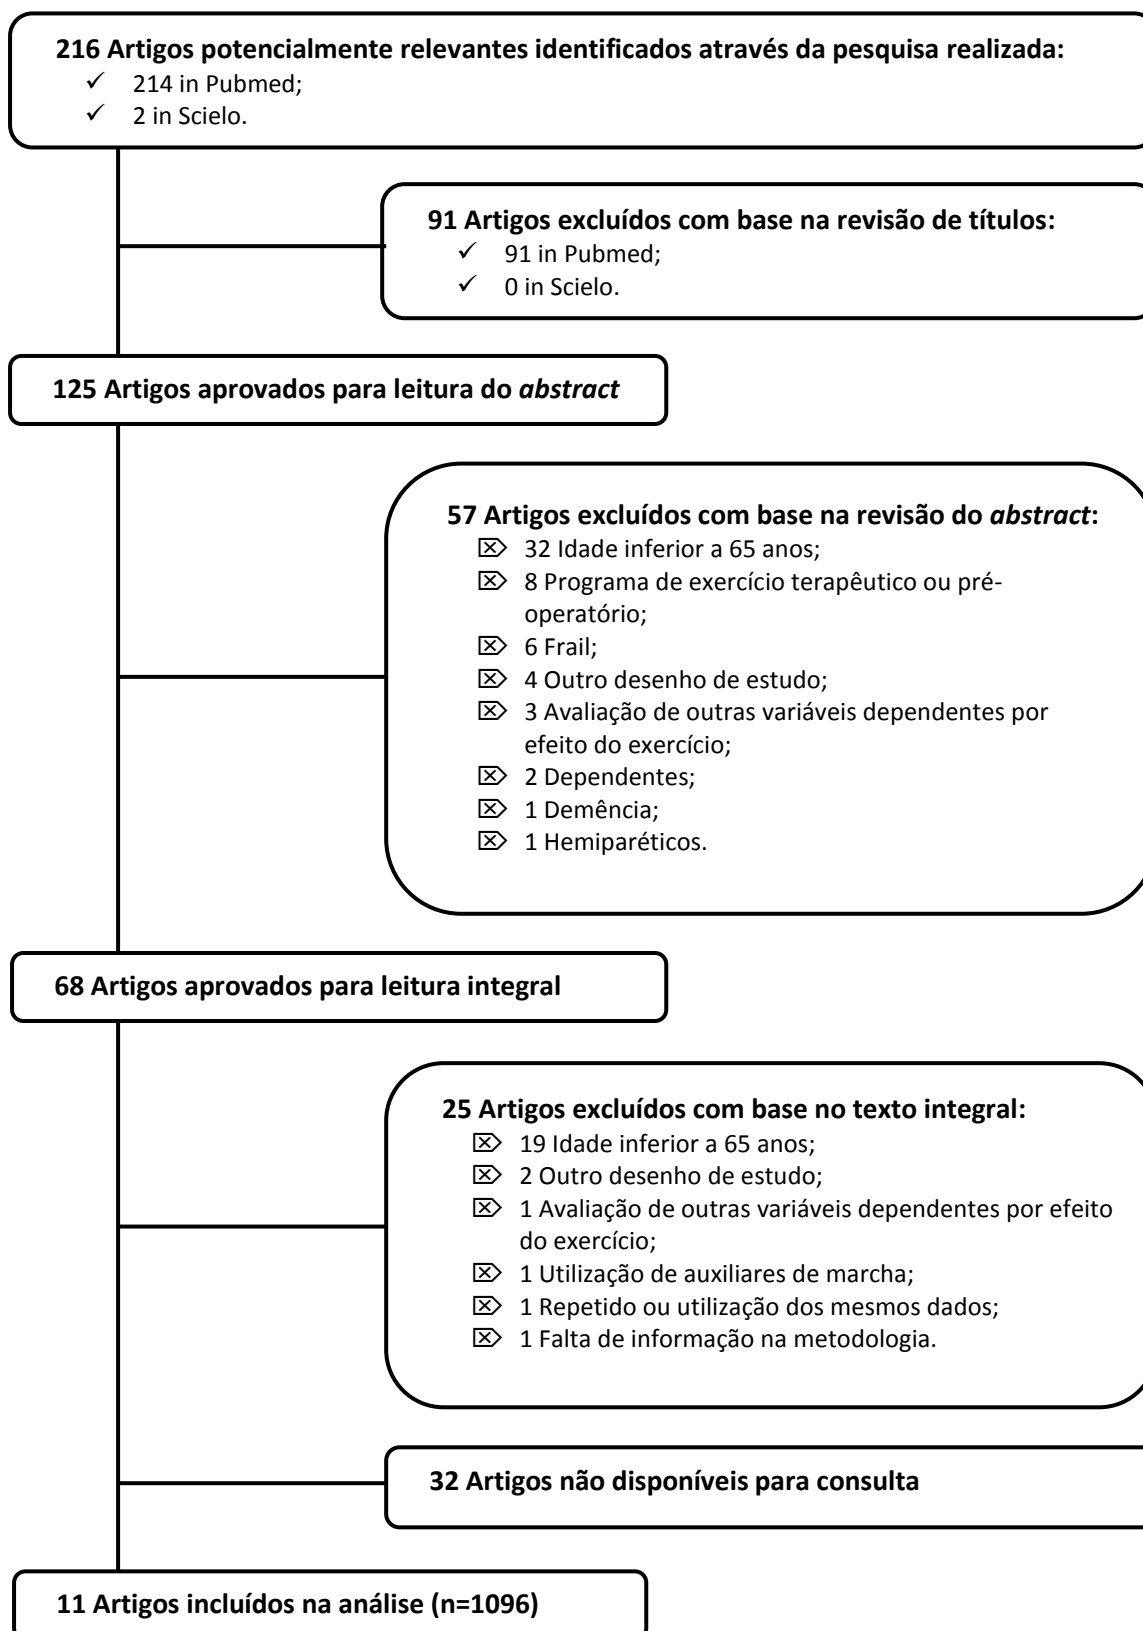 216 Artigos potencialmente relevantes identificados através da pesquisa realizada:
✓ 214 in Pubmed;
✓ 2 in Scielo.
91 Artigos excluídos com base na revisão de títulos:
✓ 91 in Pubmed;
✓ 0 in Scielo.
125 Artigos aprovados para leitura do abstract
57 Artigos excluídos com base na revisão do abstract:
⌦ 32 Idade inferior a 65 anos;
⌦ 8 Programa de exercício terapêutico ou pré-
operatório;
⌦ 6 Frail;
⌦ 4 Outro desenho de estudo;
⌦ 3 Avaliação de outras variáveis dependentes por
efeito do exercício;
⌦ 2 Dependentes;
⌦ 1 Demência;
⌦ 1 Hemiparéticos.
68 Artigos aprovados para leitura integral
25 Artigos excluídos com base no texto integral:
⌦ 19 Idade inferior a 65 anos;
⌦ 2 Outro desenho de estudo;
⌦ 1 Avaliação de outras variáveis dependentes por efeito
do exercício;
⌦ 1 Utilização de auxiliares de marcha;
⌦ 1 Repetido ou utilização dos mesmos dados;
⌦ 1 Falta de informação na metodologia.
32 Artigos não disponíveis para consulta
11 Artigos incluídos na análise (n=1096)